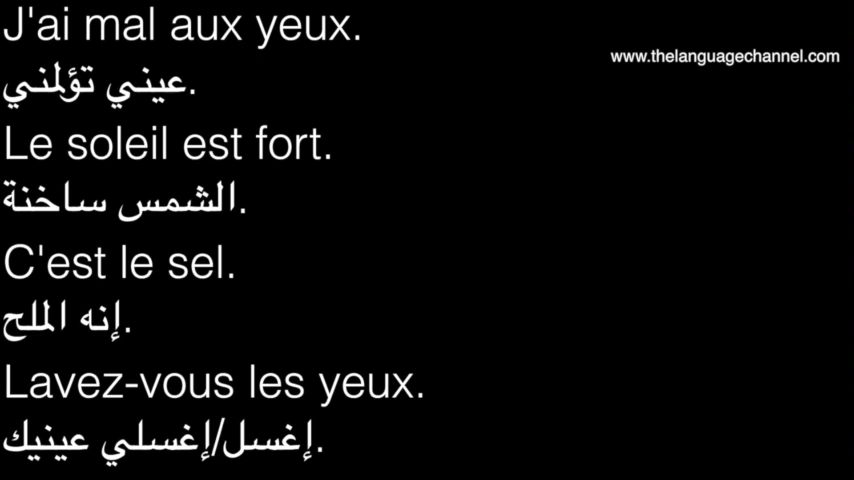 J'ai mal aux yeux.
www.thelanguagechannel.com
عيني تؤلمني.
Le soleil est fort.
الشمس ساخنة.
C'est le sel.
إنه الملح.
Lavez-vous les yeux.
إغسل/إغسلي عينيك.